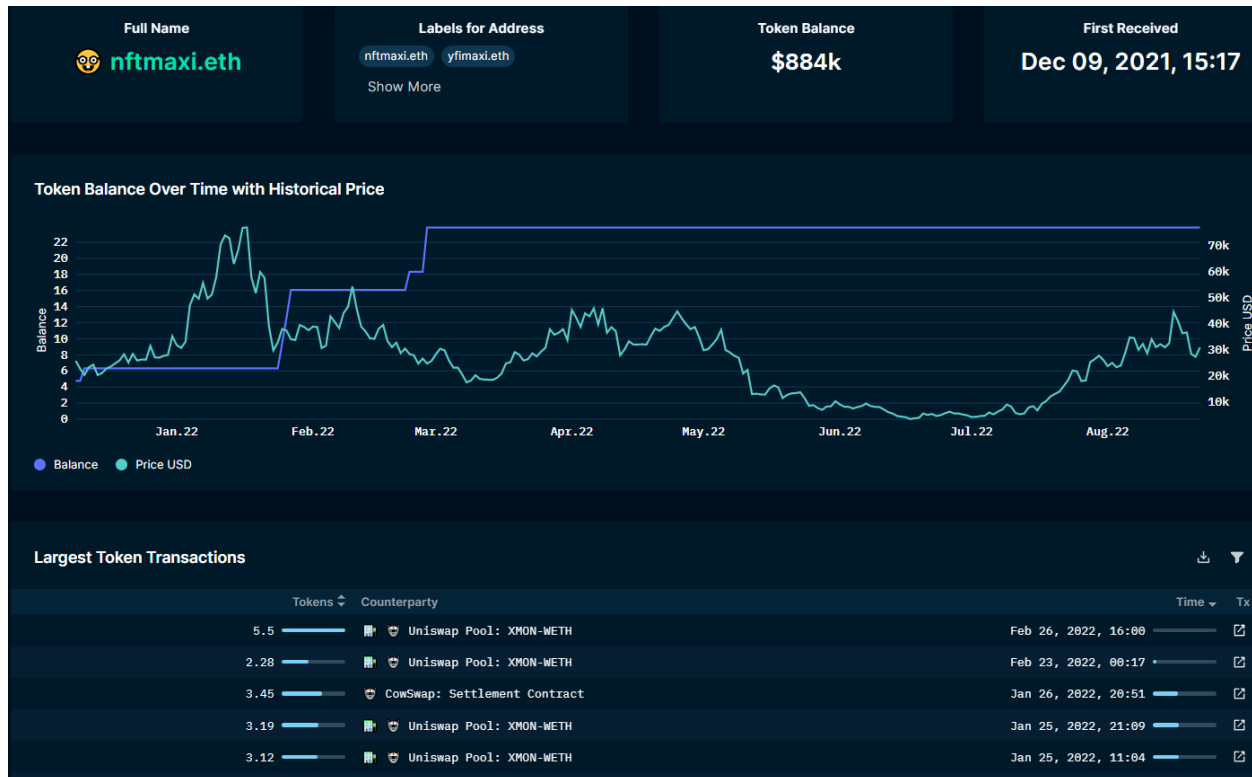 Full Name
nftmaxi.eth
Labels for Address
nftmaxi.eth yfimaxi.eth
Show More
Token Balance
$884k
First Received
Dec 09, 2021, 15:17
Token Balance Over Time with Historical Price
22
20
18
16
14
12
10
8
6
4
2
0
Balance
70k
60k
50k
40k
30k
20k
10k
Price USD
Jan.22 Feb.22 Mar.22 Apr.22 May.22 Jun.22 Jul.22 Aug.22
Balance Price USD
Largest Token Transactions
Tokens Counterparty Time Tx
5.5 Uniswap Pool: XMON-WETH Feb 26, 2022, 16:00
2.28 Uniswap Pool: XMON-WETH Feb 23, 2022, 00:17
3.45 CowSwap: Settlement Contract Jan 26, 2022, 20:51
3.19 Uniswap Pool: XMON-WETH Jan 25, 2022, 21:09
3.12 Uniswap Pool: XMON-WETH Jan 25, 2022, 11:04